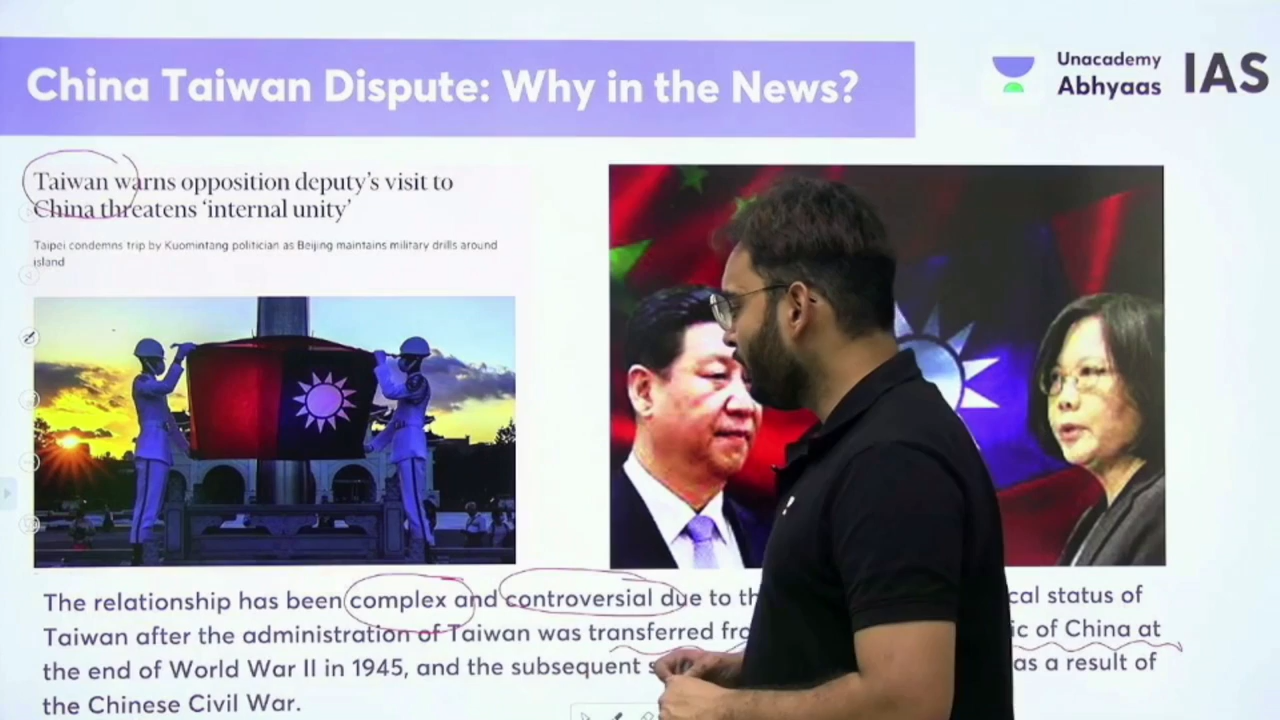 China Taiwan Dispute: Why in the News?
Unacademy
Abhyaas
IAS
Taiwan warns opposition deputy's visit to
China threatens 'internal unity'
Taipei condemns trip by Kuomintang politician as Beijing maintains military drills around
island
The relationship has been complex and controversial due to cal status of
Taiwan after the administration of Taiwan was transferred ic of China at
the end of World War II in 1945, and the subsequent as a result of
the Chinese Civil War.